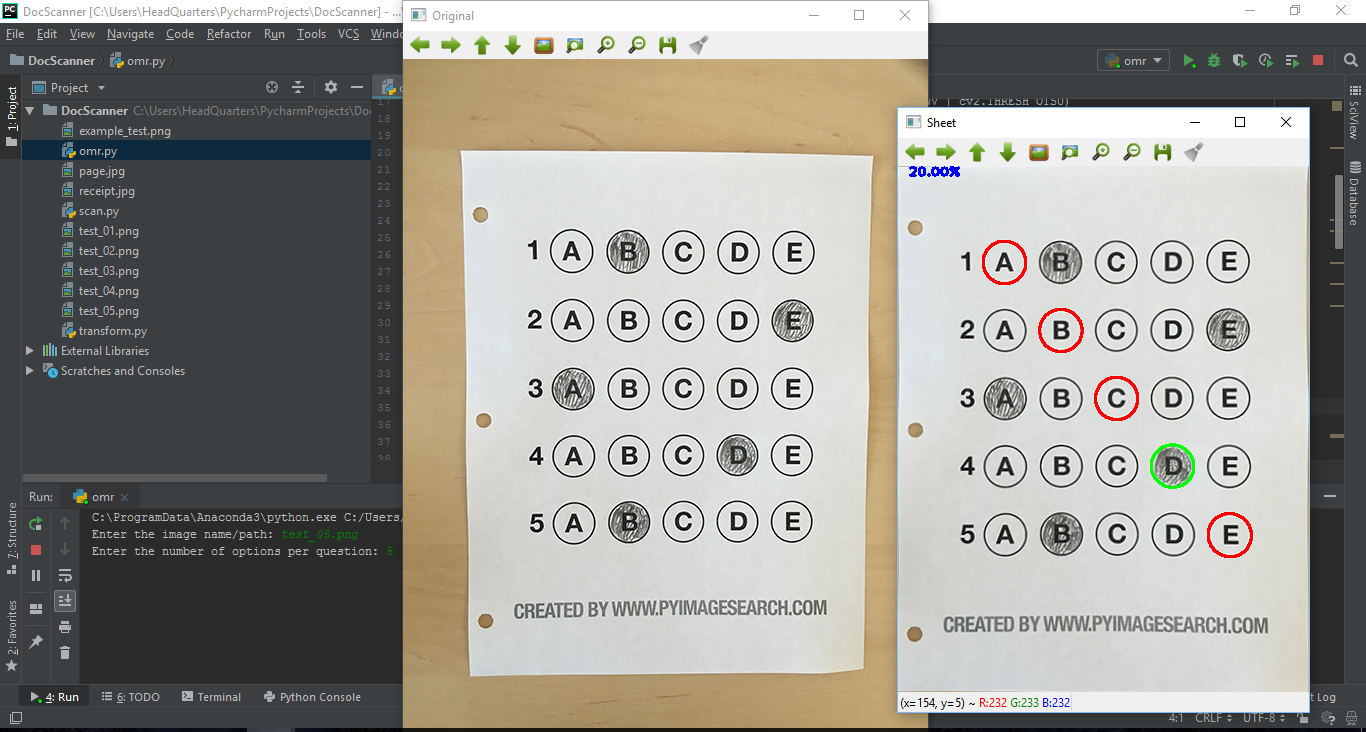 DocScanner [C:\Users\HeadQuarters\PycharmProjects\DocScanner] - ...
File Edit View Navigate Code Refactor Run Tools VCS Windo
DocScanner omr.py
omr
1: Project
Project
DocScanner C:\Users\HeadQuarters\PycharmProjects\Do
example_test.png
omr.py
page.jpg
receipt.jpg
scan.py
test_01.png
test_02.png
test_03.png
test_04.png
test_05.png
transform.py
External Libraries
Scratches and Consoles
17
18
19
20
21
22
23
24
25
26
27
28
29
30
31
32
33
34
35
36
37
38
Original
1 A B C D E
2 A B C D E
3 A B C D E
4 A B C D E
5 A B C D E
CREATED BY WWW.PYIMAGESEARCH.COM
| cv2.THRESH_OTSU)
Sheet
20.00%
1 A B C D E
2 A B C D E
3 A B C D E
4 A B C D E
5 A B C D E
CREATED BY WWW.PYIMAGESEARCH.COM
(x=154, y=5) ~ R:232 G:233 B:232
SciView
Database
Run: omr
C:\ProgramData\Anaconda3\python.exe C:/Users/
Enter the image name/path: test_05.png
Enter the number of options per question: 5
7: Structure
2: Favorites
4: Run 6: TODO Terminal Python Console
t Log
4:1 CRLF UTF-8